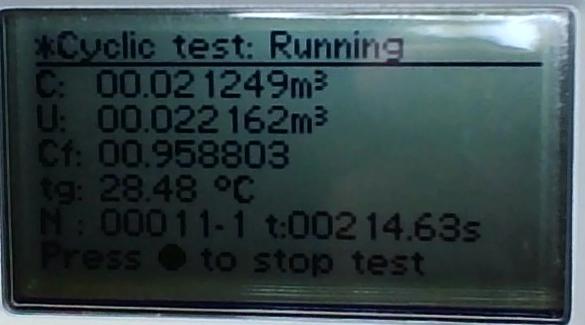 *Cyclic test: Running
C: 00.021249m³
U: 00.022162m³
Cf: 00.958803
tg: 28.48 °C
N : 00011-1 t:00214.63s
Press ● to stop test